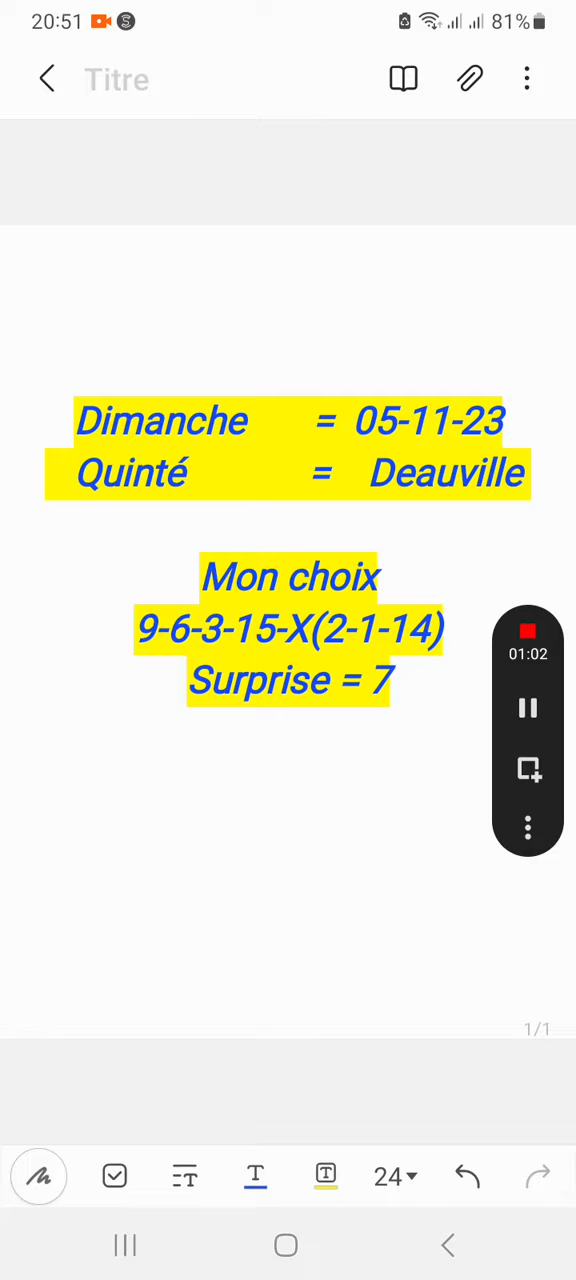 20:51 81%
Titre
Dimanche = 05-11-23
Quinté = Deauville
Mon choix
9-6-3-15-X(2-1-14)
Surprise = 7
01:02
1/1
T T T 24